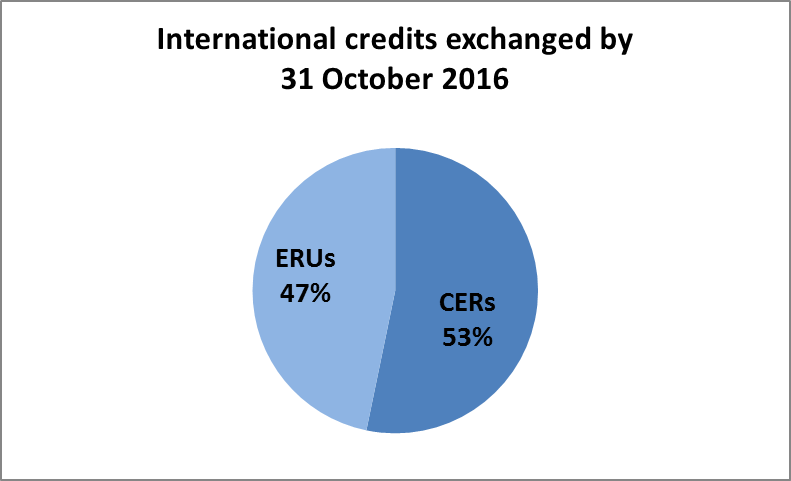 International credits exchanged by
31 October 2016
ERUs
47%
CERs
53%